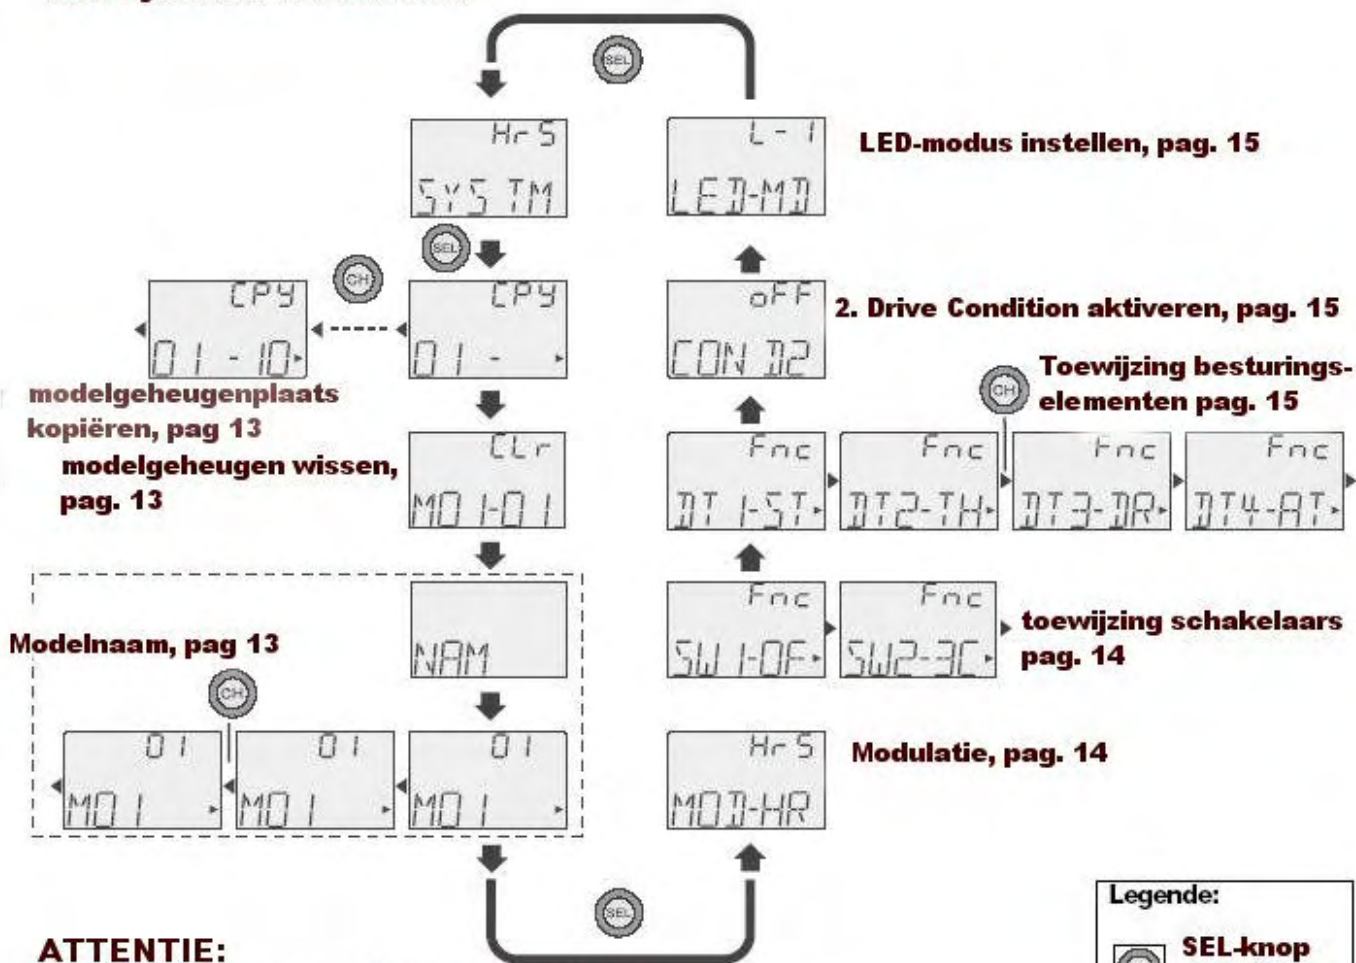 SEL
HrS
SYSTM
L-1
LED-MD
LED-modus instellen, pag. 15
SEL
CH
CPY
01-10
CPY
01-
oFF
CON D2
2. Drive Condition aktiveren, pag. 15
modelgeheugenplaats
kopiëren, pag 13
modelgeheugen wissen,
pag. 13
CLr
M01-01
CH
Toewijzing besturings-
elementen pag. 15
Fnc
DT1-ST
Fnc
DT2-TH
Fnc
DT3-DR
Fnc
DT4-AT
Modelnaam, pag 13
NAM
Fnc
SW1-OF
Fnc
SW2-3C
toewijzing schakelaars
pag. 14
CH
01
M01
01
M01
01
M01
HrS
MOD-HR
Modulatie, pag. 14
SEL
ATTENTIE:
Legende:
SEL-knop